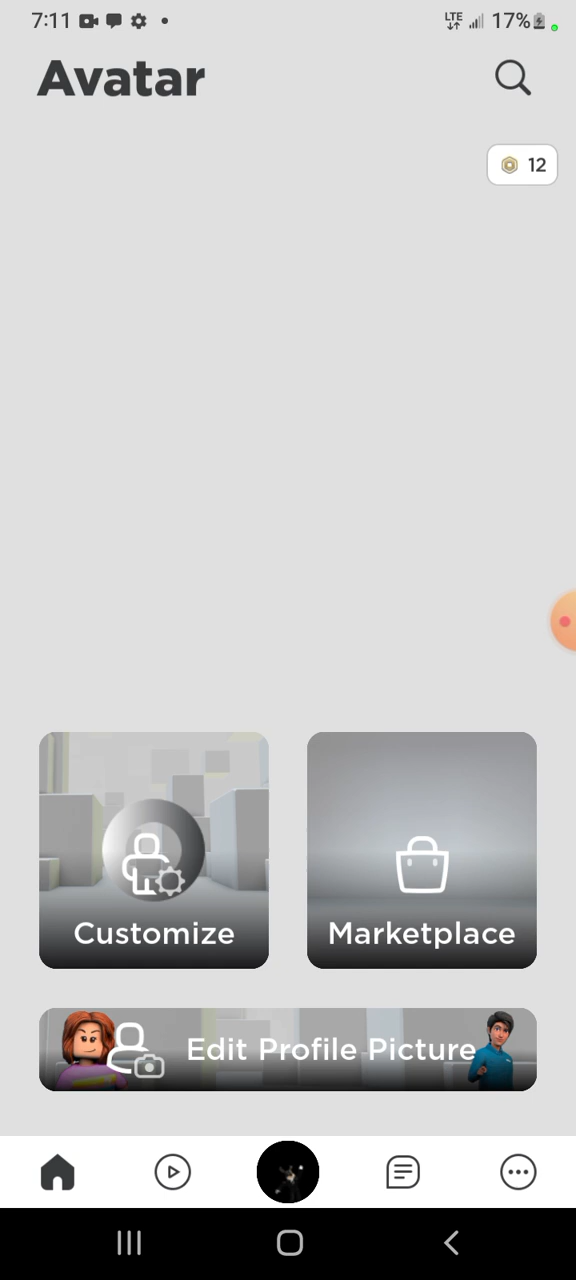 7:11
LTE 17%
Avatar
12
Customize
Marketplace
Edit Profile Picture